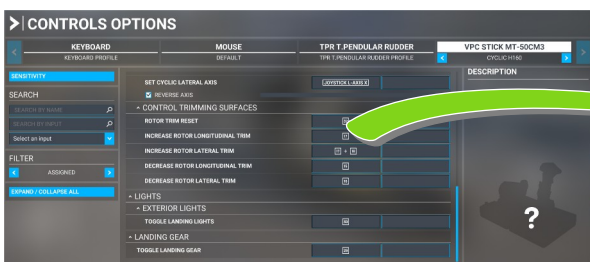 CONTROLS OPTIONS
KEYBOARD
KEYBOARD PROFILE
MOUSE
DEFAULT
TPR T.PENDULAR RUDDER
TPR T.PENDULAR RUDDER PROFILE
VPC STICK MT-50CM3
CYCLIC H160
SENSITIVITY
SEARCH
SEARCH BY NAME
SEARCH BY INPUT
Select an input
FILTER
ASSIGNED
EXPAND / COLLAPSE ALL
SET CYCLIC LATERAL AXIS
JOYSTICK L-AXIS X
REVERSE AXIS
CONTROL TRIMMING SURFACES
ROTOR TRIM RESET
INCREASE ROTOR LONGITUDINAL TRIM
INCREASE ROTOR LATERAL TRIM
+
DECREASE ROTOR LONGITUDINAL TRIM
DECREASE ROTOR LATERAL TRIM
LIGHTS
EXTERIOR LIGHTS
TOGGLE LANDING LIGHTS
LANDING GEAR
TOGGLE LANDING GEAR
DESCRIPTION
?